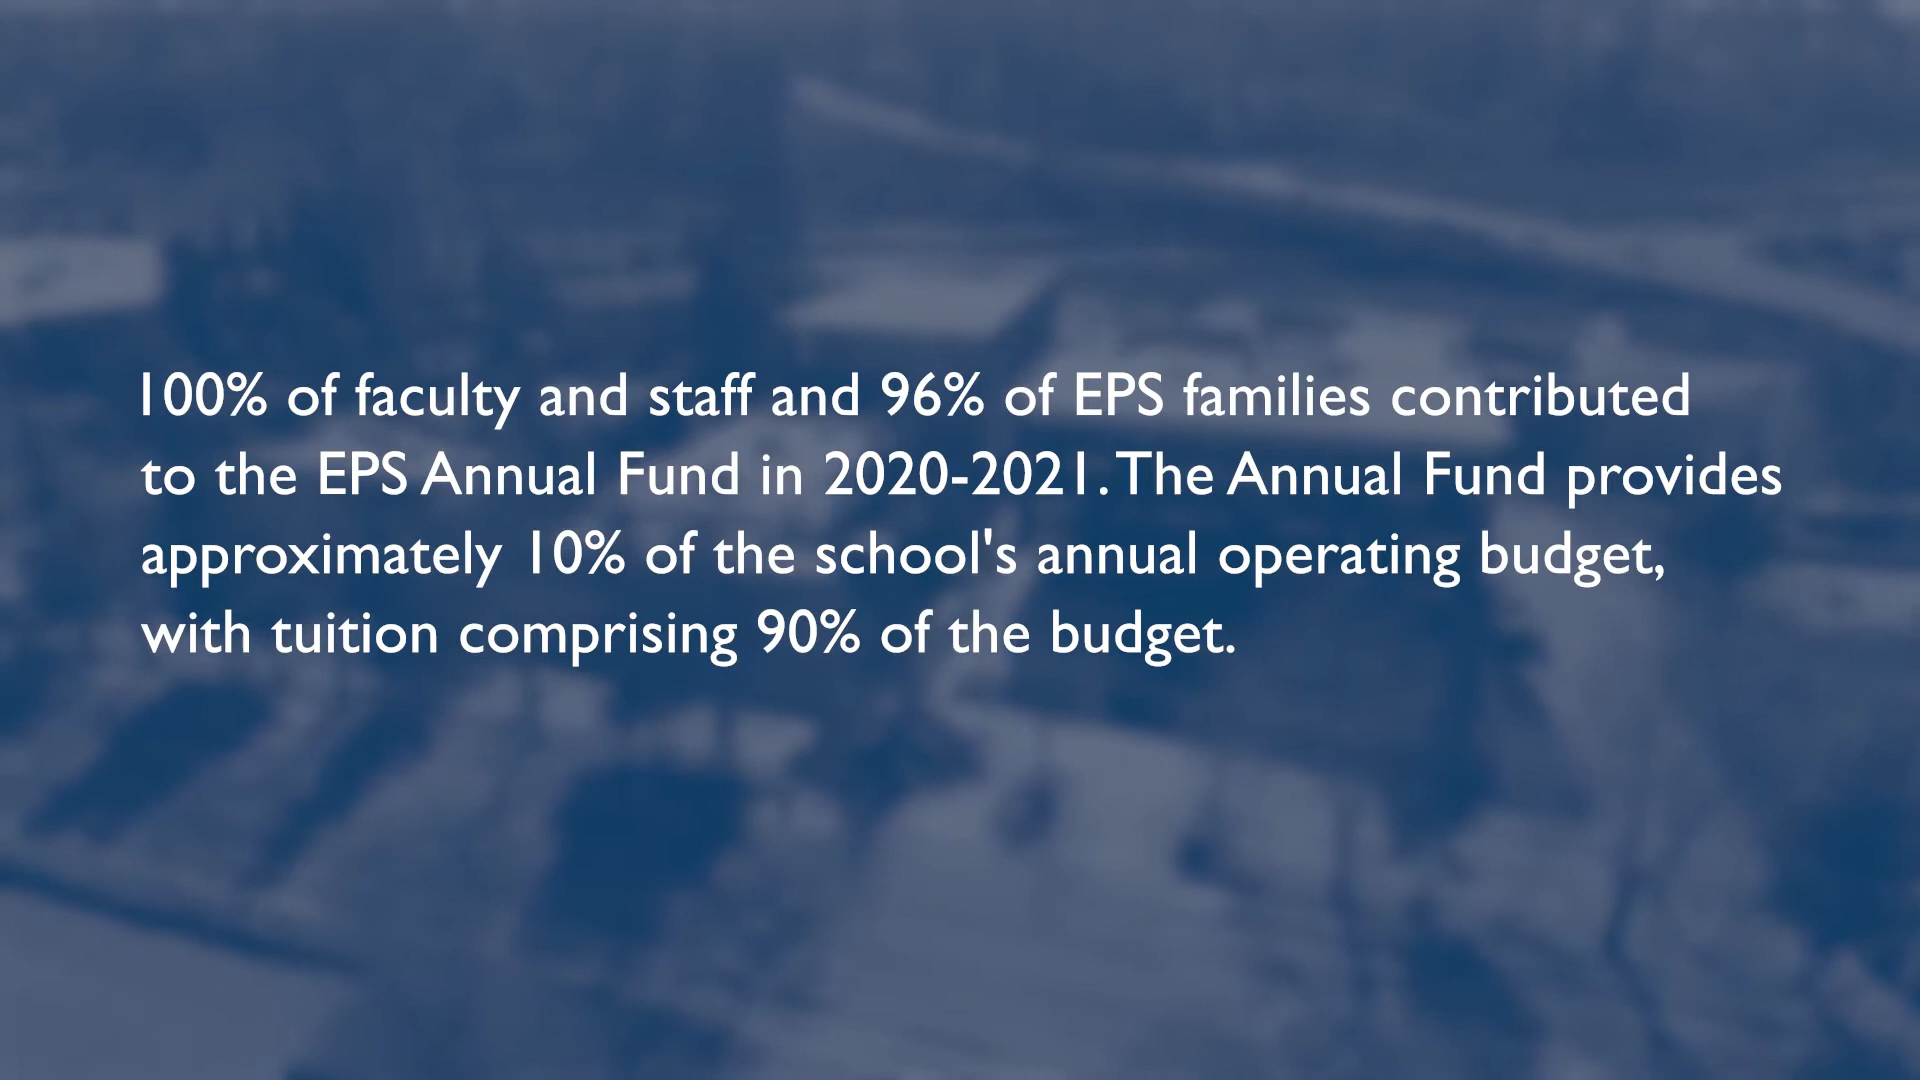 100% of faculty and staff and 96% of EPS families contributed
to the EPS Annual Fund in 2020-2021. The Annual Fund provides
approximately 10% of the school's annual operating budget,
with tuition comprising 90% of the budget.